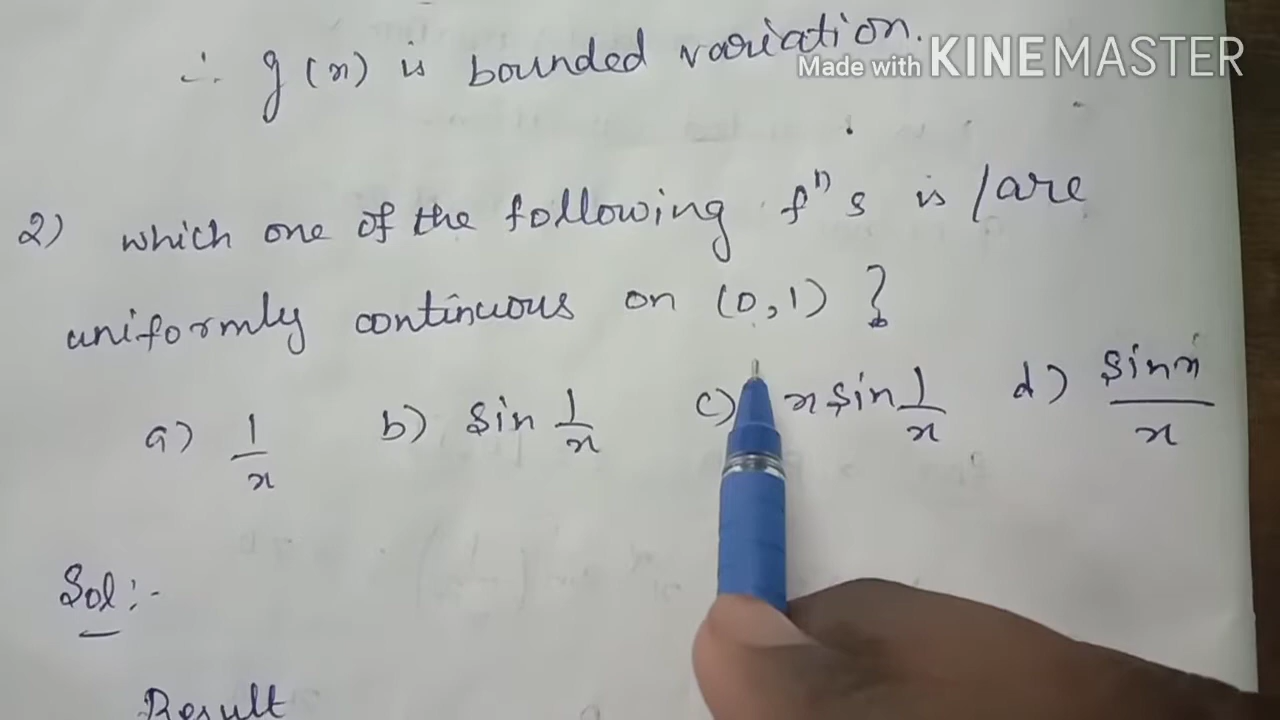 ∴ g(x) is bounded variation.
Made with KINEMASTER
2) which one of the following fⁿ s is /are
uniformly continuous on (0,1) ?
a) 1/x b) sin 1/x c) x sin 1/x d) sin x/x
Sol :-
Result